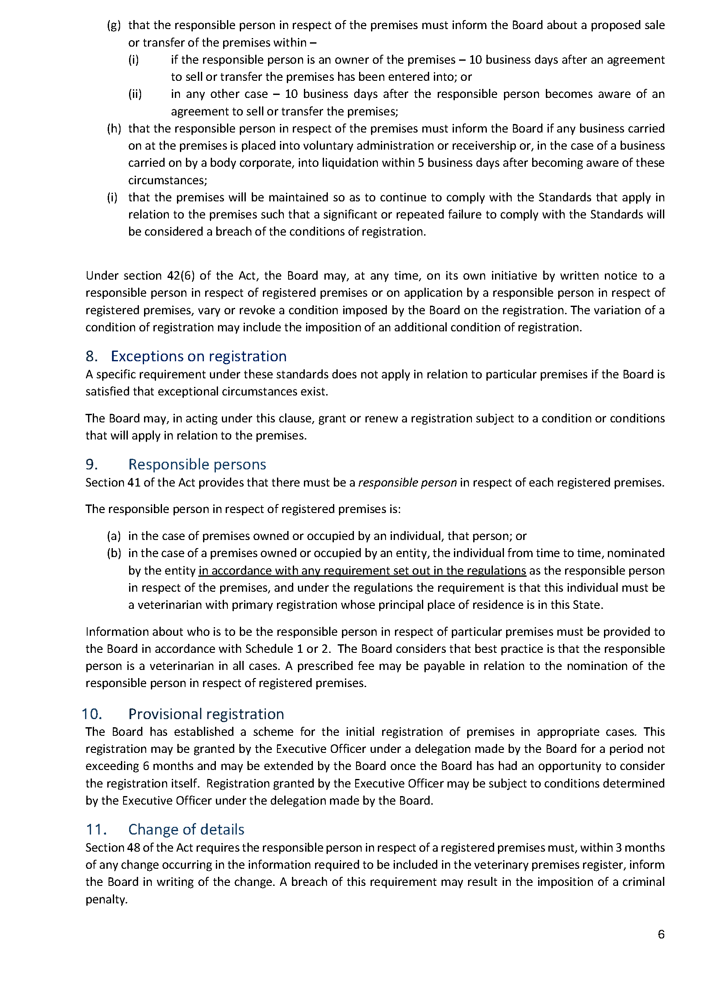 (g) that the responsible person in respect of the premises must inform the Board about a proposed sale
or transfer of the premises within –
(i) if the responsible person is an owner of the premises – 10 business days after an agreement
to sell or transfer the premises has been entered into; or
(ii) in any other case – 10 business days after the responsible person becomes aware of an
agreement to sell or transfer the premises;
(h) that the responsible person in respect of the premises must inform the Board if any business carried
on at the premises is placed into voluntary administration or receivership or, in the case of a business
carried on by a body corporate, into liquidation within 5 business days after becoming aware of these
circumstances;
(i) that the premises will be maintained so as to continue to comply with the Standards that apply in
relation to the premises such that a significant or repeated failure to comply with the Standards will
be considered a breach of the conditions of registration.
Under section 42(6) of the Act, the Board may, at any time, on its own initiative by written notice to a
responsible person in respect of registered premises or on application by a responsible person in respect of
registered premises, vary or revoke a condition imposed by the Board on the registration. The variation of a
condition of registration may include the imposition of an additional condition of registration.
8. Exceptions on registration
A specific requirement under these standards does not apply in relation to particular premises if the Board is
satisfied that exceptional circumstances exist.
The Board may, in acting under this clause, grant or renew a registration subject to a condition or conditions
that will apply in relation to the premises.
9. Responsible persons
Section 41 of the Act provides that there must be a responsible person in respect of each registered premises.
The responsible person in respect of registered premises is:
(a) in the case of premises owned or occupied by an individual, that person; or
(b) in the case of a premises owned or occupied by an entity, the individual from time to time, nominated
by the entity in accordance with any requirement set out in the regulations as the responsible person
in respect of the premises, and under the regulations the requirement is that this individual must be
a veterinarian with primary registration whose principal place of residence is in this State.
Information about who is to be the responsible person in respect of particular premises must be provided to
the Board in accordance with Schedule 1 or 2. The Board considers that best practice is that the responsible
person is a veterinarian in all cases. A prescribed fee may be payable in relation to the nomination of the
responsible person in respect of registered premises.
10. Provisional registration
The Board has established a scheme for the initial registration of premises in appropriate cases. This
registration may be granted by the Executive Officer under a delegation made by the Board for a period not
exceeding 6 months and may be extended by the Board once the Board has had an opportunity to consider
the registration itself. Registration granted by the Executive Officer may be subject to conditions determined
by the Executive Officer under the delegation made by the Board.
11. Change of details
Section 48 of the Act requires the responsible person in respect of a registered premises must, within 3 months
of any change occurring in the information required to be included in the veterinary premises register, inform
the Board in writing of the change. A breach of this requirement may result in the imposition of a criminal
penalty.
6